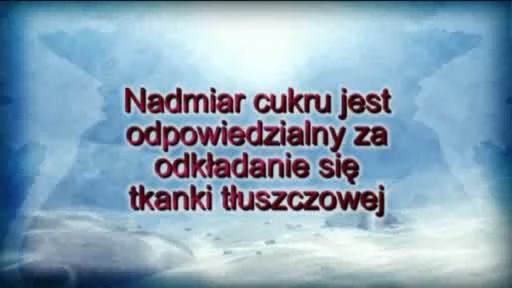 Nadmiar cukru jest
odpowiedzialny za
odkładanie się
tkanki tłuszczowej